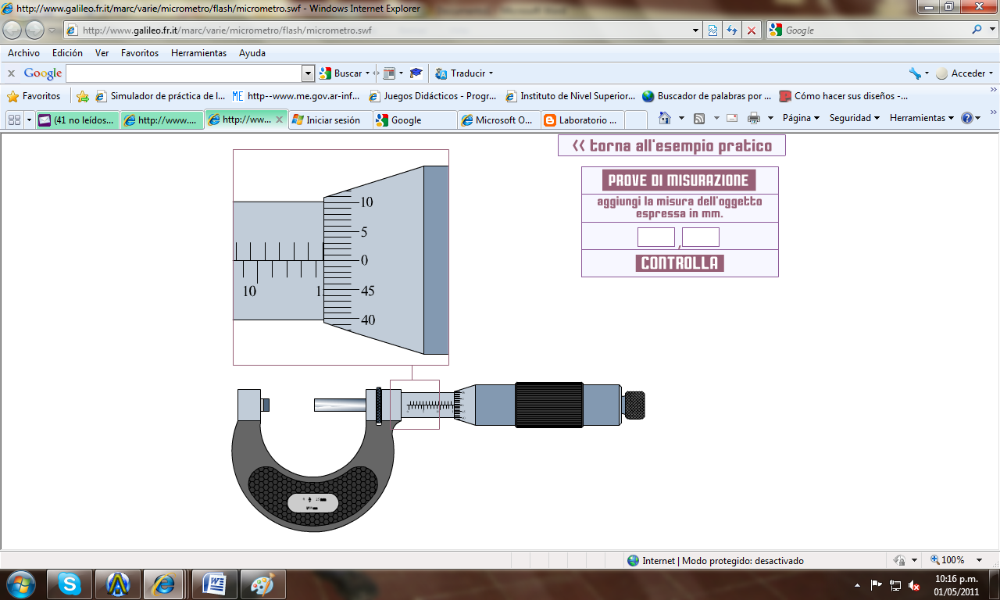 http://www.galileo.fr.it/marc/varie/micrometro/flash/micrometro.swf - Windows Internet Explorer
http://www.galileo.fr.it/marc/varie/micrometro/flash/micrometro.swf
Google
Archivo Edición Ver Favoritos Herramientas Ayuda
x Google Buscar Traducir Acceder
Favoritos Simulador de práctica de l... ME http--www.me.gov.ar-inf... Juegos Didácticos - Progr... Instituto de Nivel Superior... Buscador de palabras por ... Cómo hacer sus diseños -...
(41 no leídos... http://www.... http://ww... Iniciar sesión Google Microsoft O... Laboratorio ... Página Seguridad Herramientas
<< torna all'esempio pratico
PROVE DI MISURAZIONE
aggiungi la misura dell'oggetto
espressa in mm.
,
CONTROLLA
10
5
0
45
40
10 1
Internet | Modo protegido: desactivado 100%
10:16 p.m.
01/05/2011